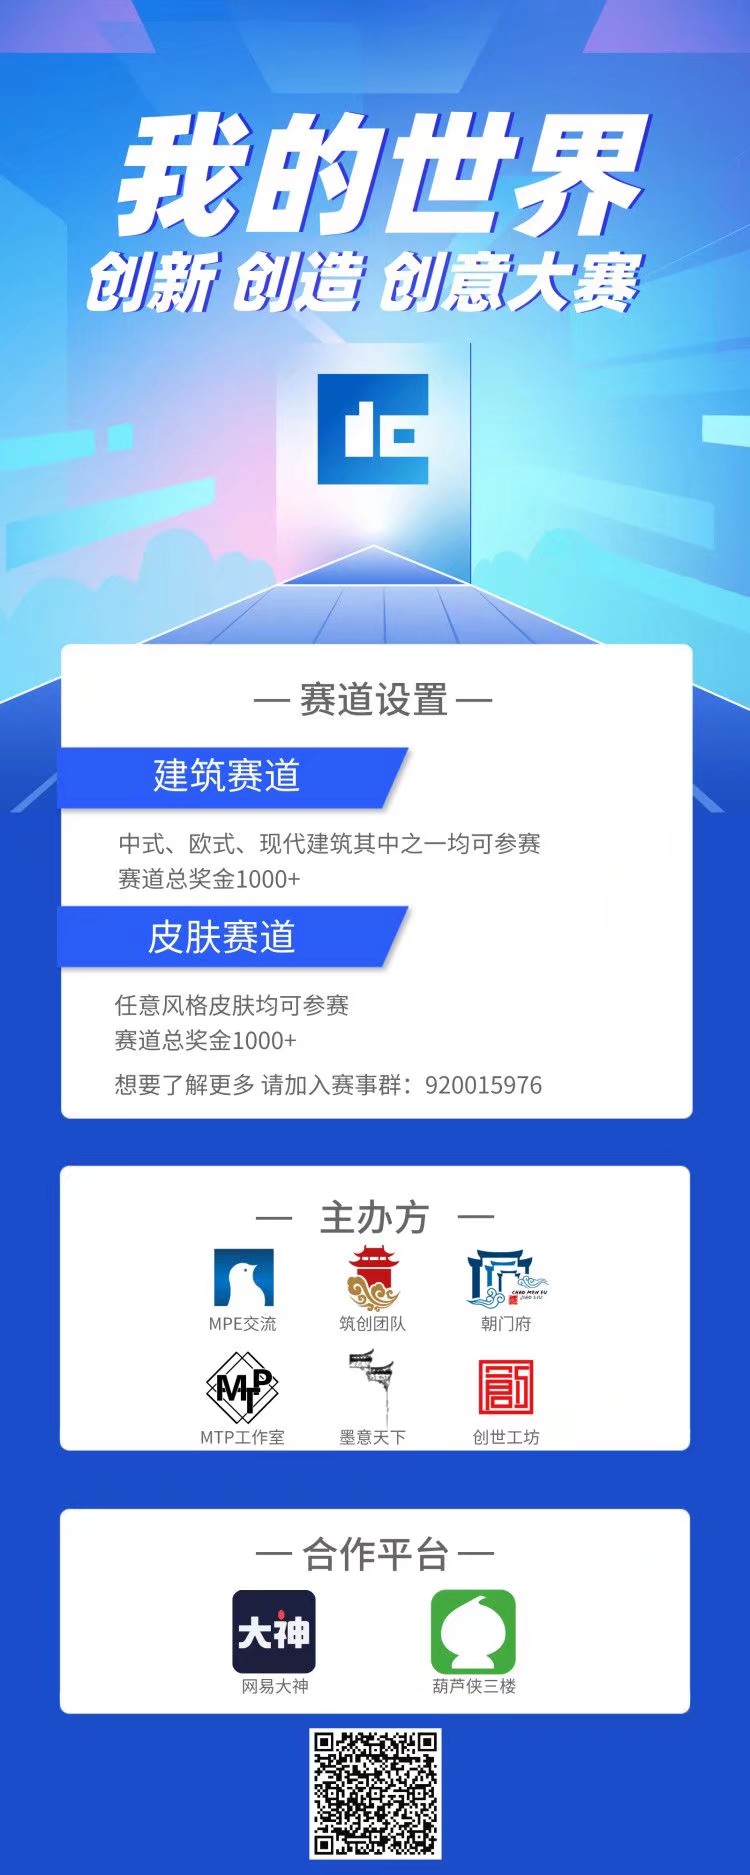 我的世界
创新 创造 创意大赛
— 赛道设置 —
建筑赛道
中式、欧式、现代建筑其中之一均可参赛
赛道总奖金1000+
皮肤赛道
任意风格皮肤均可参赛
赛道总奖金1000+
想要了解更多 请加入赛事群：920015976
— 主办方 —
CHAO MEN FU
JIAO LIU
MPE交流 筑创团队 朝门府
MTP
MTP工作室 墨意天下 创世工坊
— 合作平台 —
大神
网易大神 葫芦侠三楼